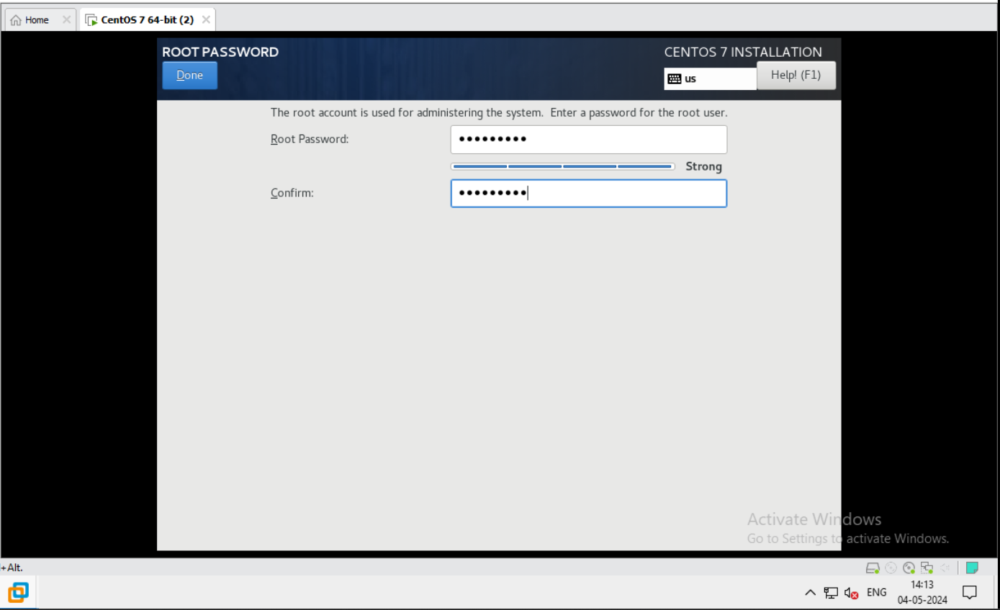 Home
CentOS 7 64-bit (2)
ROOT PASSWORD
CENTOS 7 INSTALLATION
Done
us
Help! (F1)
The root account is used for administering the system. Enter a password for the root user.
Root Password:
•••••••••
Strong
Confirm:
•••••••••
Activate Windows
Go to Settings to activate Windows.
+Alt.
ENG
14:13
04-05-2024